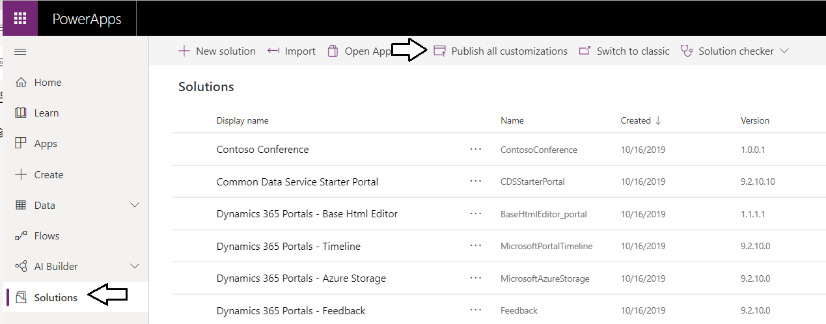 PowerApps
New solution Import Open App Publish all customizations Switch to classic Solution checker
Home
Learn
Apps
Create
Data
Flows
AI Builder
Solutions
Solutions
Display name Name Created Version
Contoso Conference ContosoConference 10/16/2019 1.0.0.1
Common Data Service Starter Portal CDSStarterPortal 10/16/2019 9.2.10.10
Dynamics 365 Portals - Base Html Editor BaseHtmlEditor_portal 10/16/2019 1.1.1.1
Dynamics 365 Portals - Timeline MicrosoftPortalTimeline 10/16/2019 9.2.10.0
Dynamics 365 Portals - Azure Storage MicrosoftAzureStorage 10/16/2019 9.2.10.0
Dynamics 365 Portals - Feedback Feedback 10/16/2019 9.2.10.0